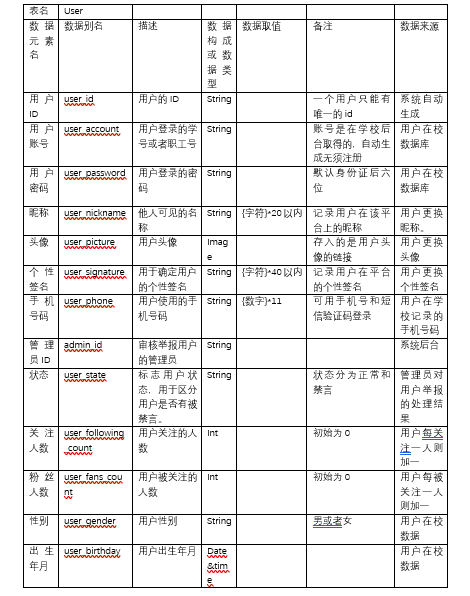 表名 User
数据元素名 数据别名 描述 数据构成或数据类型 数据取值 备注 数据来源
用户ID user_id 用户的 ID String 一个用户只能有唯一的 id 系统自动生成
用户账号 user_account 用户登录的学号或者职工号 String 账号是在学校后台取得的，自动生成无须注册 用户在校数据库
用户密码 user_password 用户登录的密码 String 默认身份证后六位 用户在校数据库
昵称 user_nickname 他人可见的名称 String {字符}*20 以内 记录用户在该平台上的昵称 用户更换昵称。
头像 user_picture 用户头像 Image 存入的是用户头像的链接 用户更换头像
个性签名 user_signature 用于确定用户的个性签名 String {字符}*40 以内 记录用户在平台的个性签名 用户更换个性签名
手机号码 user_phone 用户使用的手机号码 String {数字}*11 可用手机号和短信验证码登录 用户在学校记录的手机号码
管理员 ID admin_id 审核举报用户的管理员 String 系统后台
状态 user_state 标志用户状态，用于区分用户是否有被禁言。 String 状态分为正常和禁言 管理员对用户举报的处理结果
关注人数 user_following_count 用户关注的人数 Int 初始为 0 用户每关注一人则加一
粉丝人数 user_fans_count 用户被关注的人数 Int 初始为 0 用户每被关注一人则加一
性别 user_gender 用户性别 String 男或者女 用户在校数据
出生年月 user_birthday 用户出生年月 Date&time 用户在校数据